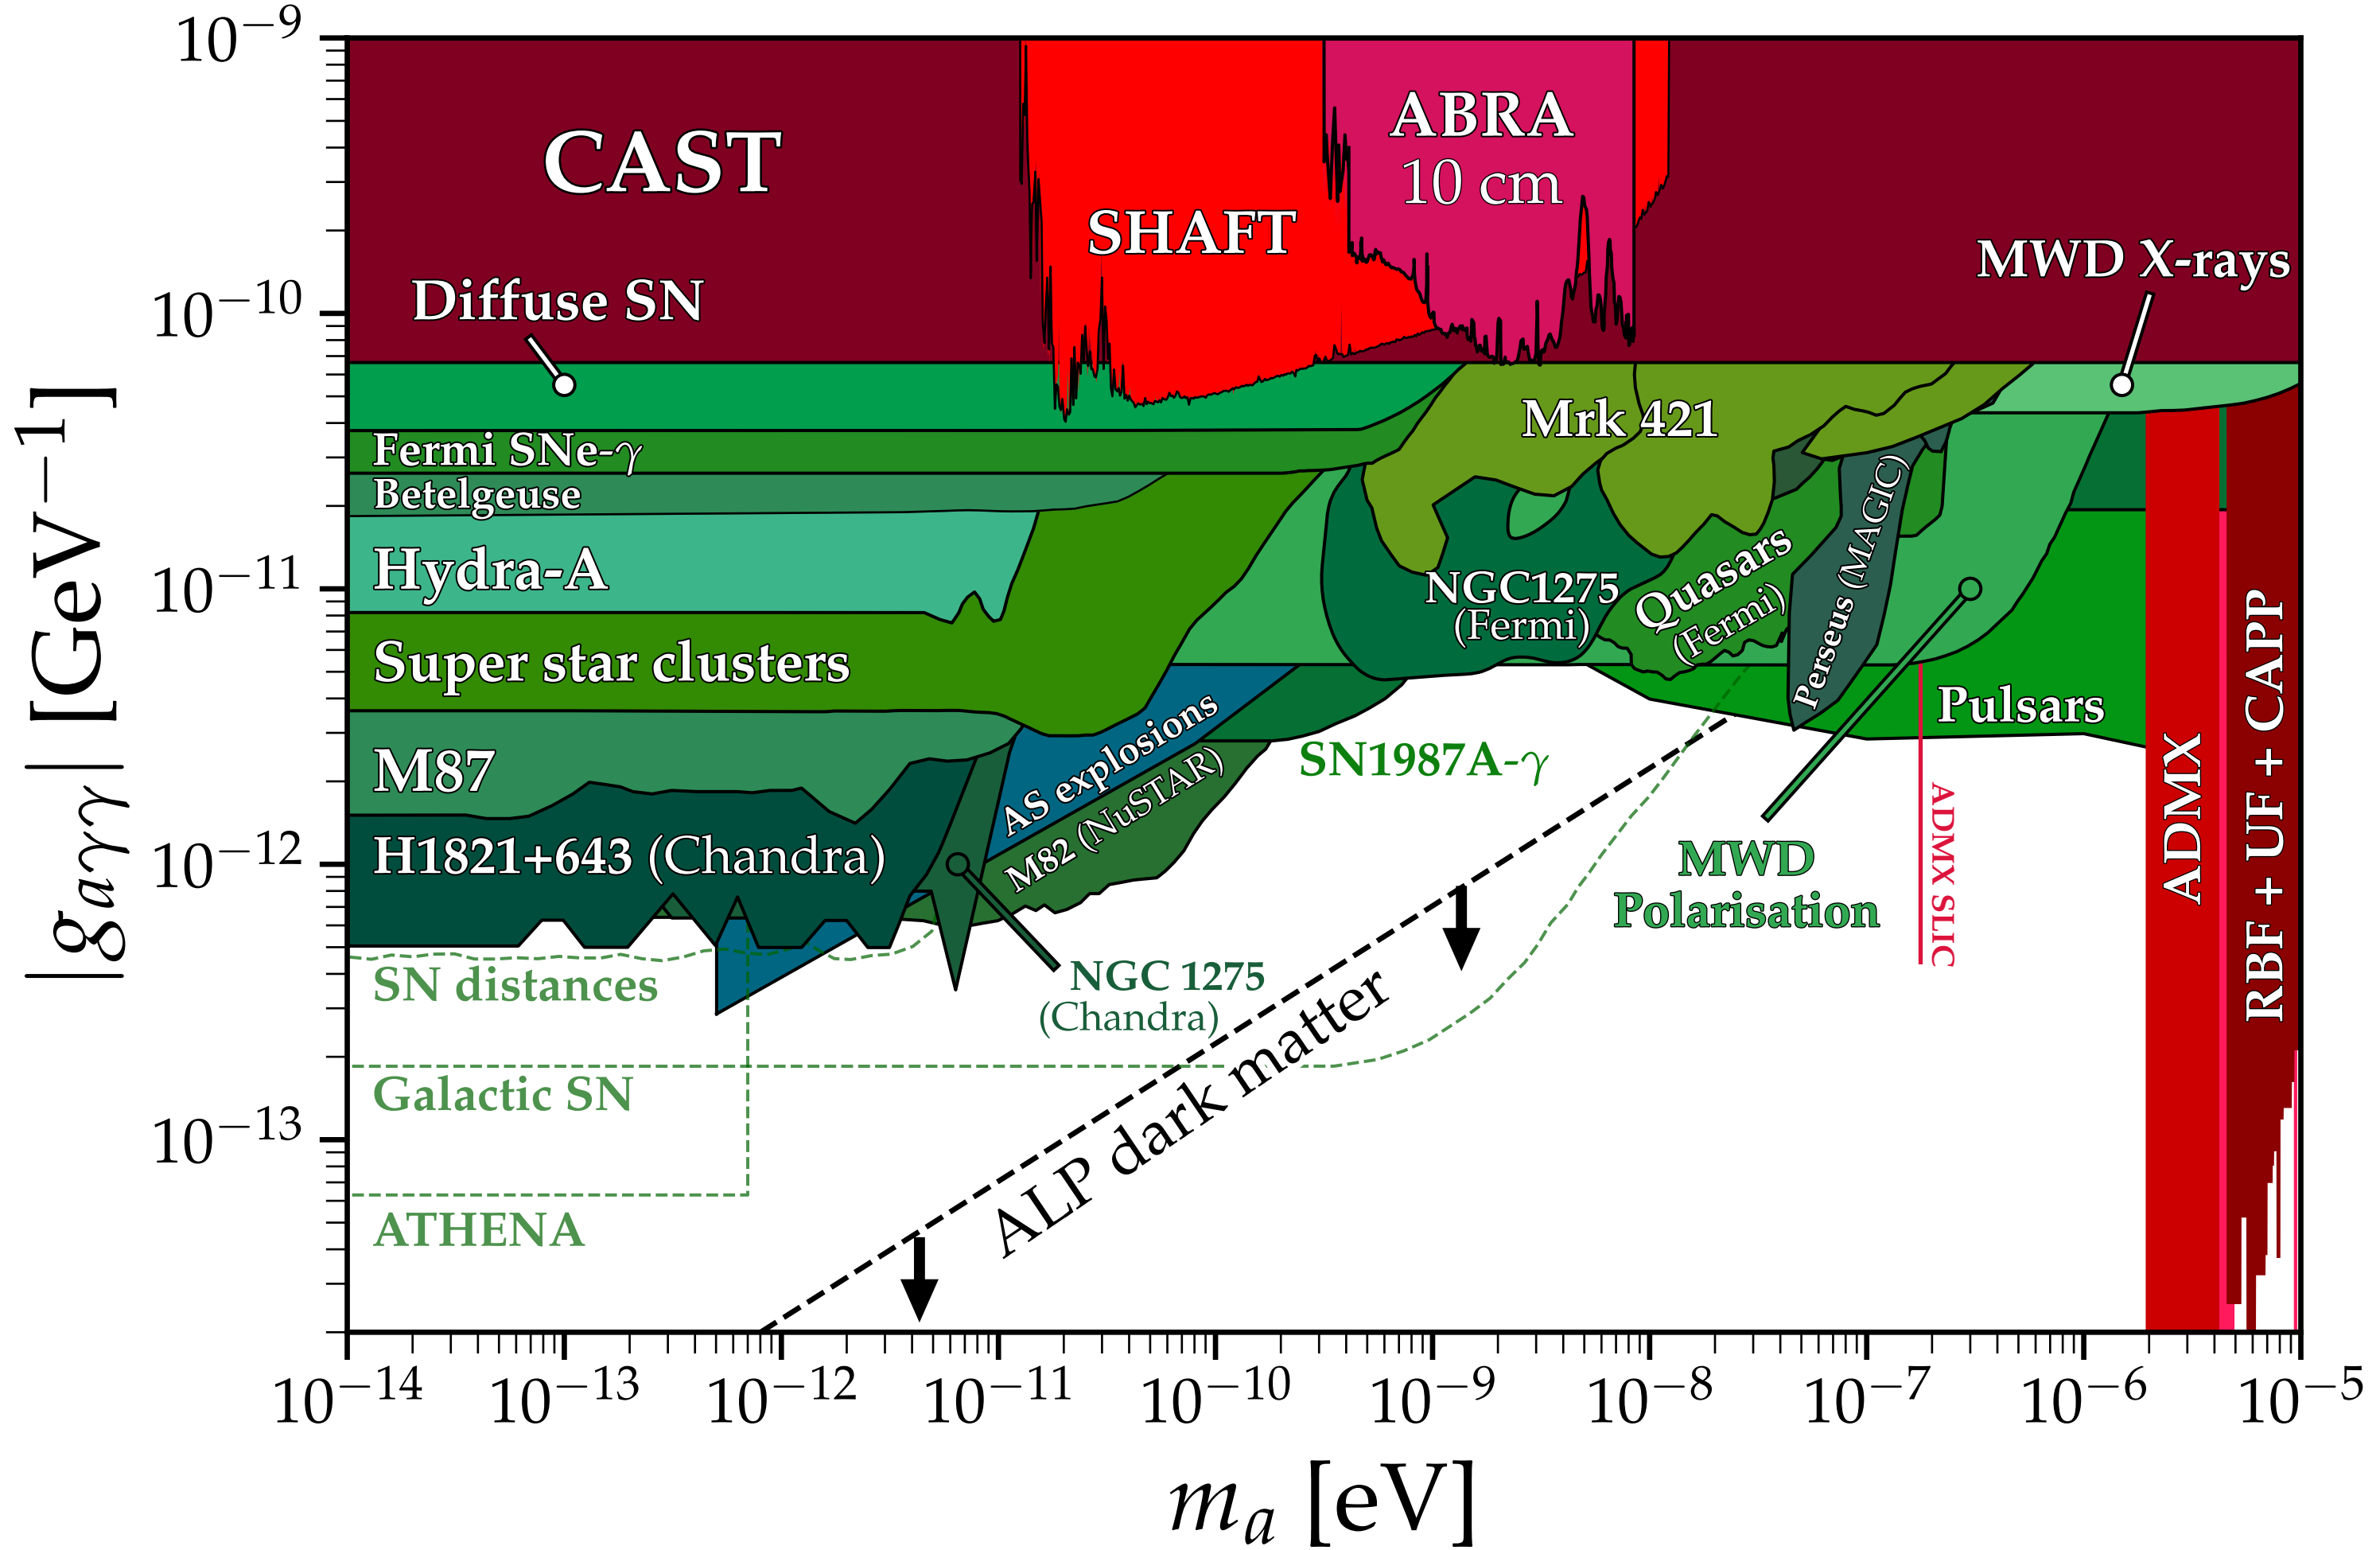 10⁻⁹
10⁻¹⁰
10⁻¹¹
10⁻¹²
10⁻¹³
|g_aγγ| [GeV⁻¹]
CAST
SHAFT
ABRA
10 cm
MWD X-rays
Diffuse SN
Mrk 421
Fermi SNe-γ
Betelgeuse
Hydra-A
NGC1275
(Fermi)
Quasars
(Fermi)
Perseus (MAGIC)
Super star clusters
Pulsars
M87
AS explosions
M82 (NuSTAR)
SN1987A-γ
H1821+643 (Chandra)
MWD
Polarisation
ADMX SLIC
ADMX
RBF + UF + CAPP
NGC 1275
(Chandra)
SN distances
Galactic SN
ATHENA
ALP dark matter
10⁻¹⁴ 10⁻¹³ 10⁻¹² 10⁻¹¹ 10⁻¹⁰ 10⁻⁹ 10⁻⁸ 10⁻⁷ 10⁻⁶ 10⁻⁵
m_a [eV]